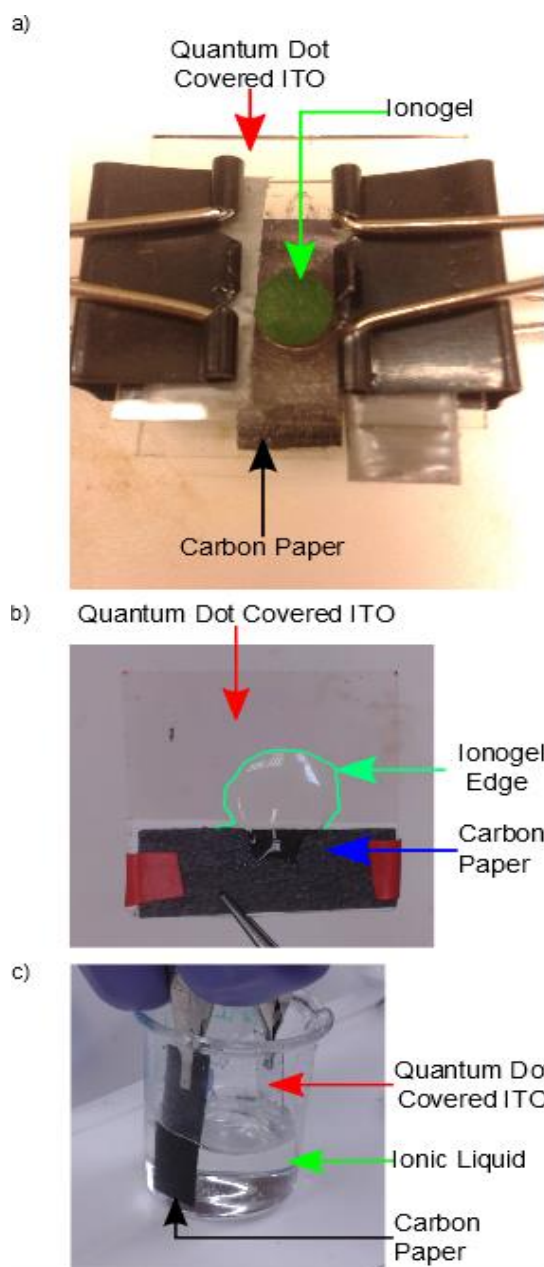 a)
Quantum Dot
Covered ITO
Ionogel
Carbon Paper
b)
Quantum Dot Covered ITO
Ionogel
Edge
Carbon
Paper
c)
Quantum Do
Covered ITO
Ionic Liquid
Carbon
Paper